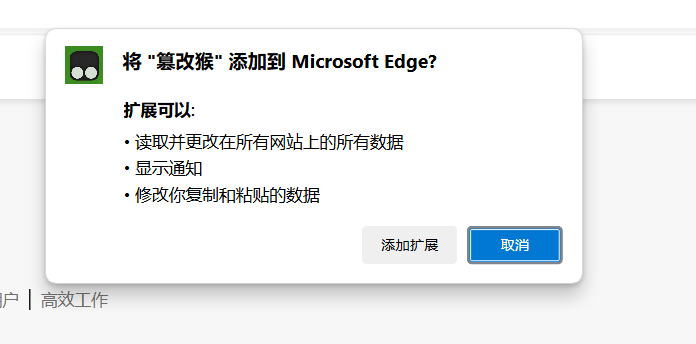 将 "篡改猴" 添加到 Microsoft Edge?
扩展可以:
• 读取并更改在所有网站上的所有数据
• 显示通知
• 修改你复制和粘贴的数据
添加扩展 取消
户 | 高效工作